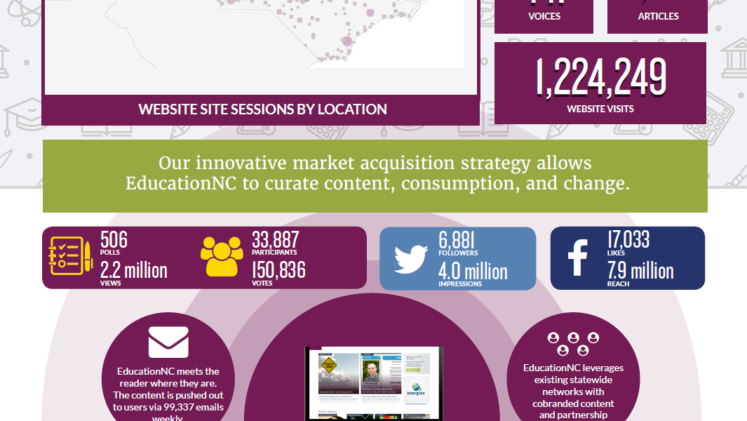 VOICES
ARTICLES
1,224,249
WEBSITE VISITS
WEBSITE SITE SESSIONS BY LOCATION
Our innovative market acquisition strategy allows
EducationNC to curate content, consumption, and change.
506
POLLS
2.2 million
VIEWS
33,887
PARTICIPANTS
150,836
VOTES
6,881
FOLLOWERS
4.0 million
IMPRESSIONS
17,033
LIKES
7.9 million
REACH
EducationNC meets the
reader where they are.
The content is pushed out
to users via 99,337 emails
weekly
EducationNC leverages
existing statewide
networks with
cobranded content
and partnership